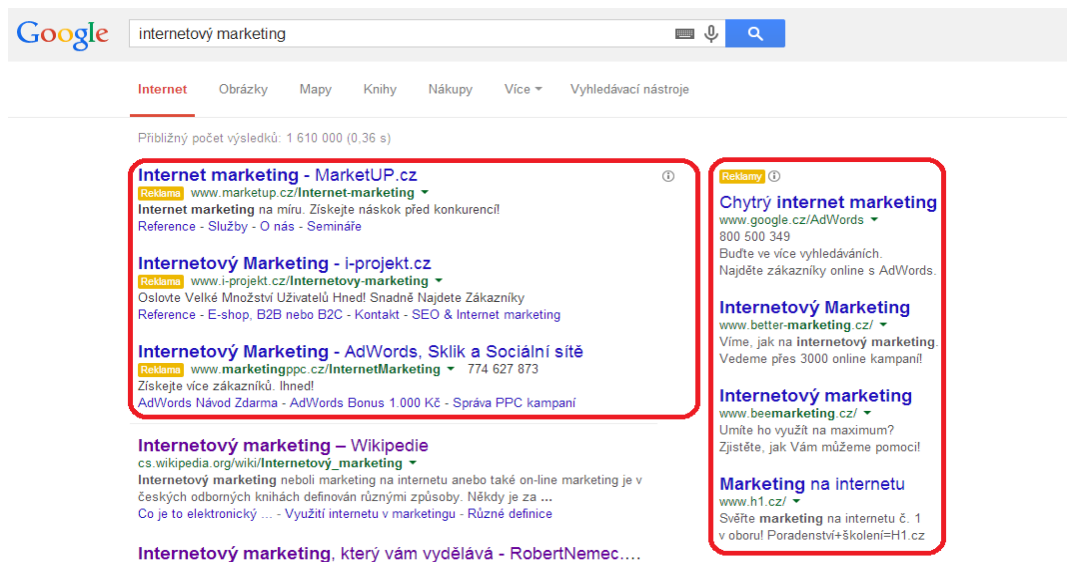 Google
internetový marketing
Internet Obrázky Mapy Knihy Nákupy Více Vyhledávací nástroje
Přibližný počet výsledků: 1 610 000 (0,36 s)
Internet marketing - MarketUP.cz
Reklama www.marketup.cz/Internet-marketing
Internet marketing na míru. Získejte náskok před konkurencí!
Reference - Služby - O nás - Semináře
Internetový Marketing - i-projekt.cz
Reklama www.i-projekt.cz/Internetovy-marketing
Oslovte Velké Množství Uživatelů Hned! Snadně Najdete Zákazníky
Reference - E-shop, B2B nebo B2C - Kontakt - SEO & Internet marketing
Internetový Marketing - AdWords, Sklik a Sociální sítě
Reklama www.marketingppc.cz/InternetMarketing 774 627 873
Získejte více zákazníků. Ihned!
AdWords Návod Zdarma - AdWords Bonus 1.000 Kč - Správa PPC kampaní
Internetový marketing – Wikipedie
cs.wikipedia.org/wiki/Internetový_marketing
Internetový marketing neboli marketing na internetu anebo také on-line marketing je v
českých odborných knihách definován různými způsoby. Někdy je za ...
Co je to elektronický ... - Využití internetu v marketingu - Různé definice
Internetový marketing, který vám vydělává - RobertNemec....
Reklamy
Chytrý internet marketing
www.google.cz/AdWords
800 500 349
Buďte ve více vyhledáváních.
Najděte zákazníky online s AdWords.
Internetový Marketing
www.better-marketing.cz/
Víme, jak na internetový marketing.
Vedeme přes 3000 online kampaní!
Internetový marketing
www.beemarketing.cz/
Umíte ho využít na maximum?
Zjistěte, jak Vám můžeme pomoci!
Marketing na internetu
www.h1.cz/
Svěřte marketing na internetu č. 1
v oboru! Poradenství+školení=H1.cz